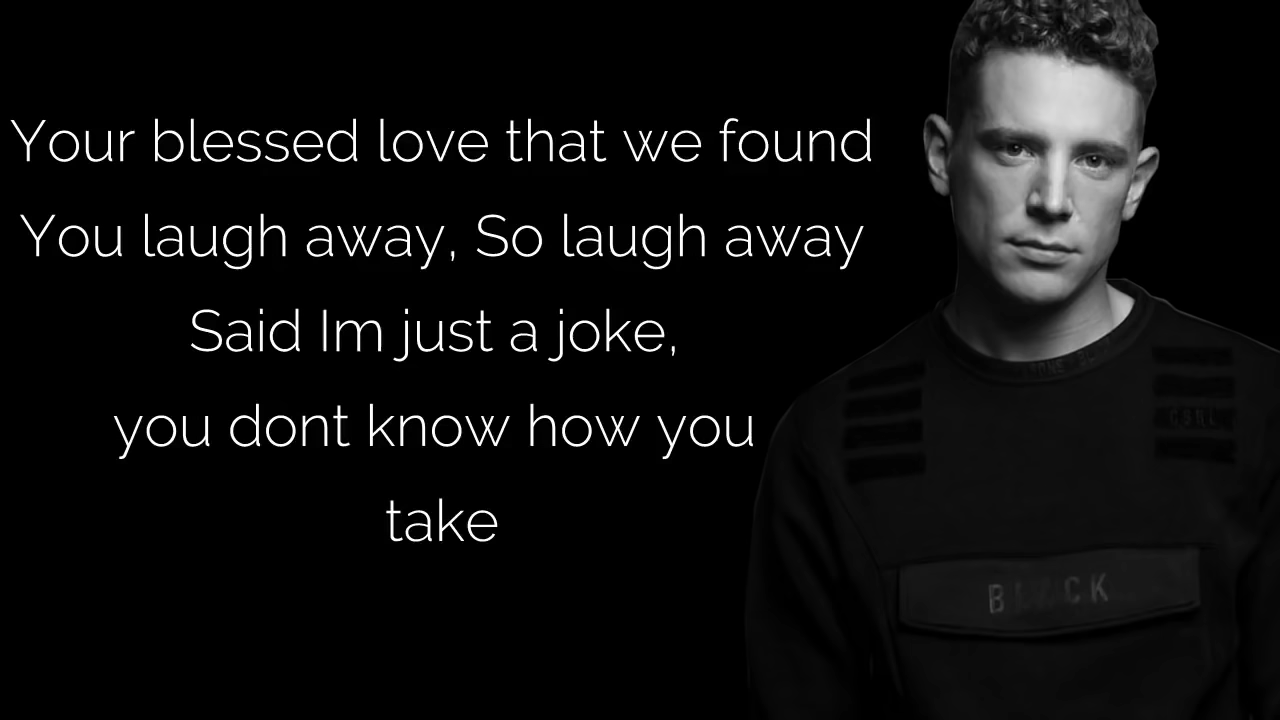 Your blessed love that we found
You laugh away, So laugh away
Said Im just a joke,
you dont know how you
take
BLACK